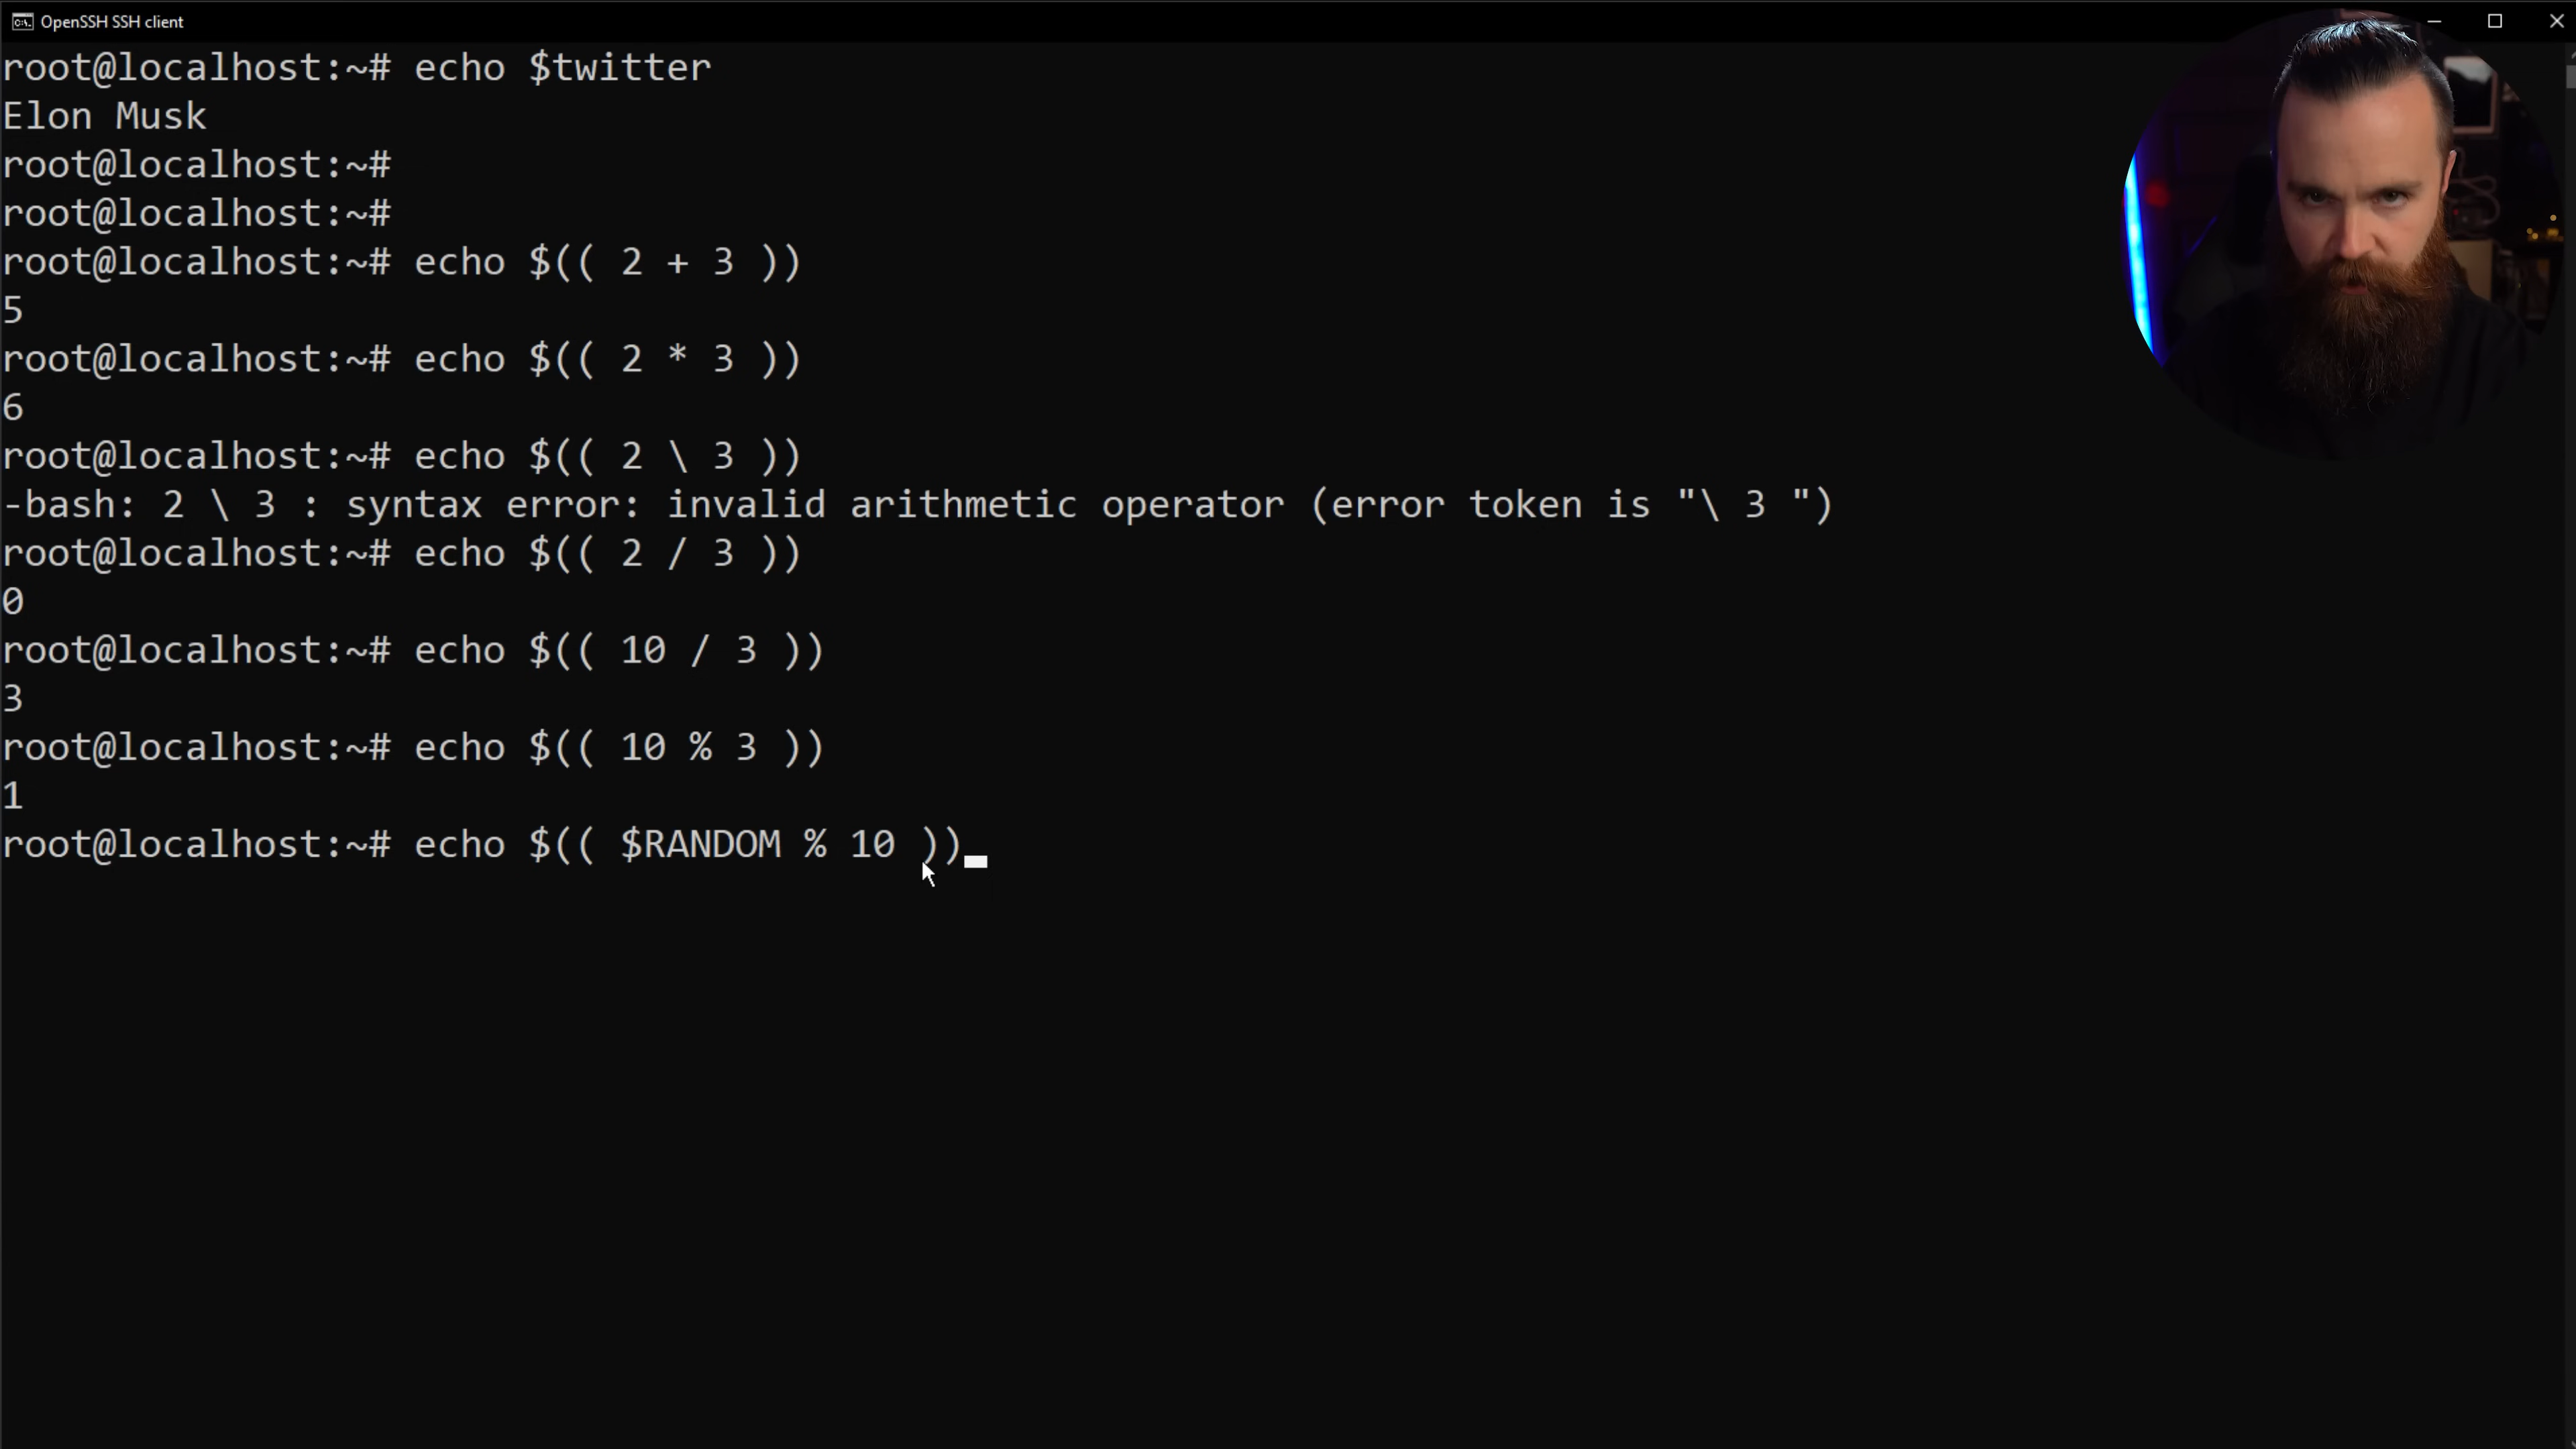 OpenSSH SSH client
root@localhost:~# echo $twitter
Elon Musk
root@localhost:~#
root@localhost:~#
root@localhost:~# echo $(( 2 + 3 ))
5
root@localhost:~# echo $(( 2 * 3 ))
6
root@localhost:~# echo $(( 2 \ 3 ))
-bash: 2 \ 3 : syntax error: invalid arithmetic operator (error token is "\ 3 ")
root@localhost:~# echo $(( 2 / 3 ))
0
root@localhost:~# echo $(( 10 / 3 ))
3
root@localhost:~# echo $(( 10 % 3 ))
1
root@localhost:~# echo $(( $RANDOM % 10 ))